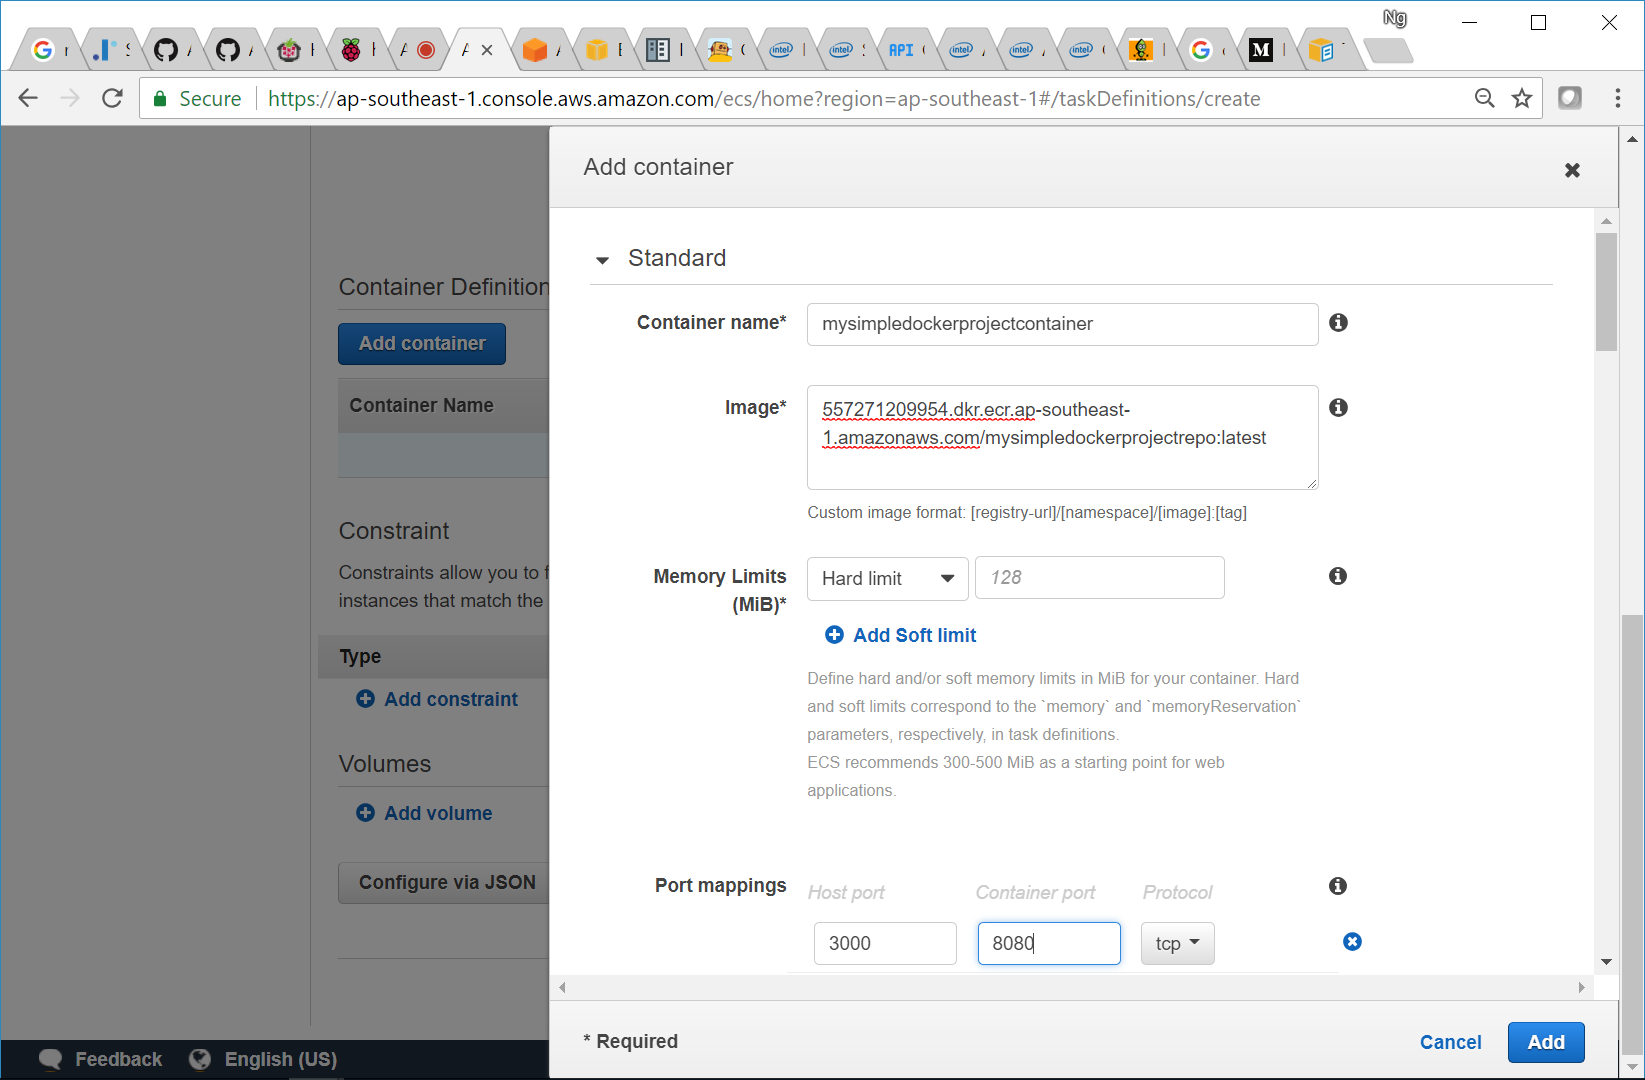 Ng
Secure
https://ap-southeast-1.console.aws.amazon.com/ecs/home?region=ap-southeast-1#/taskDefinitions/create
Add container
Standard
Container name*
mysimpledockerprojectcontainer
Image*
557271209954.dkr.ecr.ap-southeast-
1.amazonaws.com/mysimpledockerprojectrepo:latest
Custom image format: [registry-url]/[namespace]/[image]:[tag]
Memory Limits
(MiB)*
Hard limit
128
Add Soft limit
Define hard and/or soft memory limits in MiB for your container. Hard
and soft limits correspond to the `memory` and `memoryReservation`
parameters, respectively, in task definitions.
ECS recommends 300-500 MiB as a starting point for web
applications.
Port mappings
Host port
Container port
Protocol
3000
8080
tcp
* Required
Cancel
Add
Container Definition
Add container
Container Name
Constraint
Constraints allow you to
instances that match the
Type
Add constraint
Volumes
Add volume
Configure via JSON
Feedback
English (US)